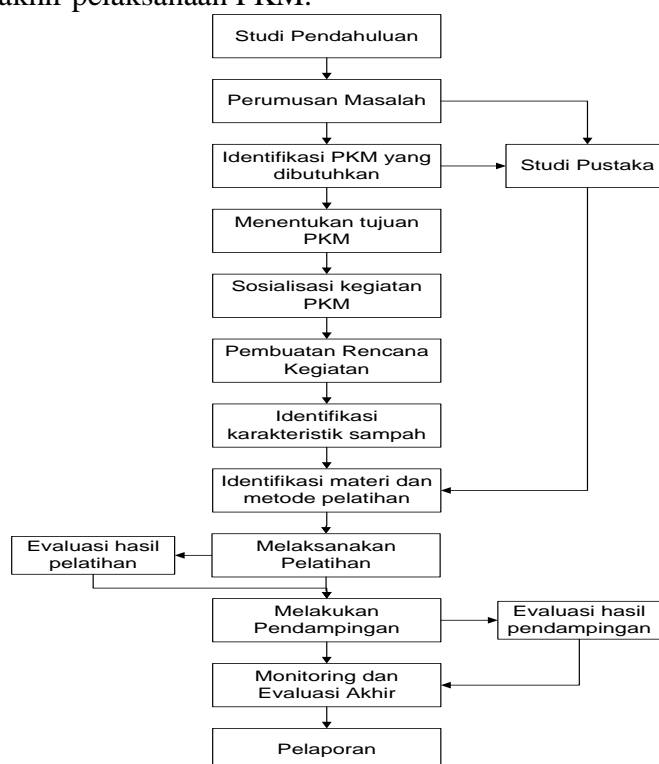 akhir pelaksanaan PKM.
Studi Pendahuluan
Perumusan Masalah
Identifikasi PKM yang
dibutuhkan
Studi Pustaka
Menentukan tujuan
PKM
Sosialisasi kegiatan
PKM
Pembuatan Rencana
Kegiatan
Identifikasi
karakteristik sampah
Identifikasi materi dan
metode pelatihan
Evaluasi hasil
pelatihan
Melaksanakan
Pelatihan
Melakukan
Pendampingan
Evaluasi hasil
pendampingan
Monitoring dan
Evaluasi Akhir
Pelaporan